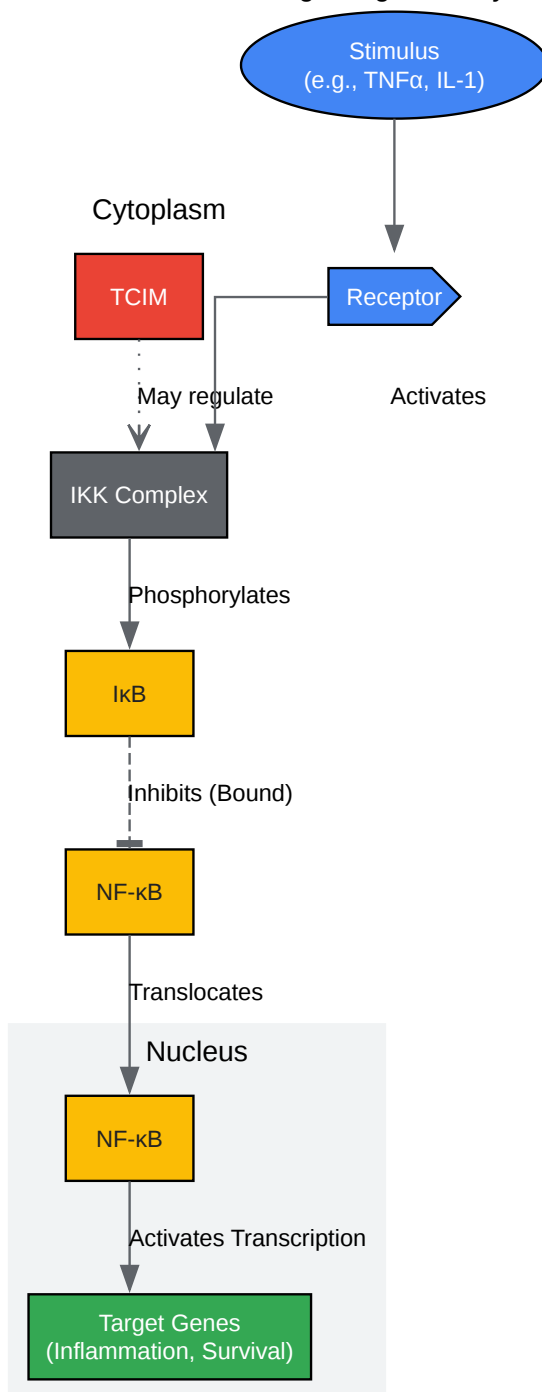 Stimulus
(e.g., TNFα, IL-1)
Cytoplasm
TCIM
Receptor
May regulate
Activates
IKK Complex
Phosphorylates
IκB
Inhibits (Bound)
NF-κB
Translocates
Nucleus
NF-κB
Activates Transcription
Target Genes
(Inflammation, Survival)